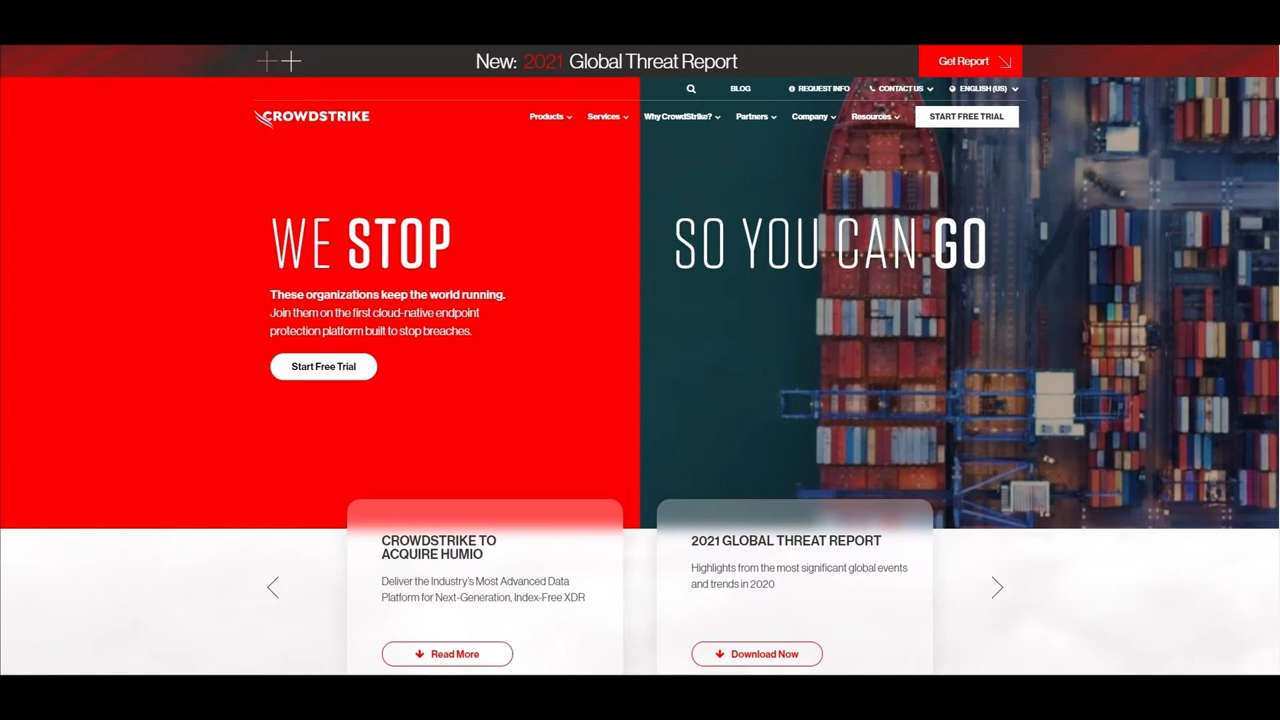 New: 2021 Global Threat Report
Get Report
BLOG
REQUEST INFO
CONTACT US
ENGLISH (US)
CROWDSTRIKE
Products
Services
Why CrowdStrike?
Partners
Company
Resources
START FREE TRIAL
WE STOP
SO YOU CAN GO
These organizations keep the world running.
Join them on the first cloud-native endpoint
protection platform built to stop breaches.
Start Free Trial
CROWDSTRIKE TO
ACQUIRE HUMIO
Deliver the Industry's Most Advanced Data
Platform for Next-Generation, Index-Free XDR
Read More
2021 GLOBAL THREAT REPORT
Highlights from the most significant global events
and trends in 2020
Download Now